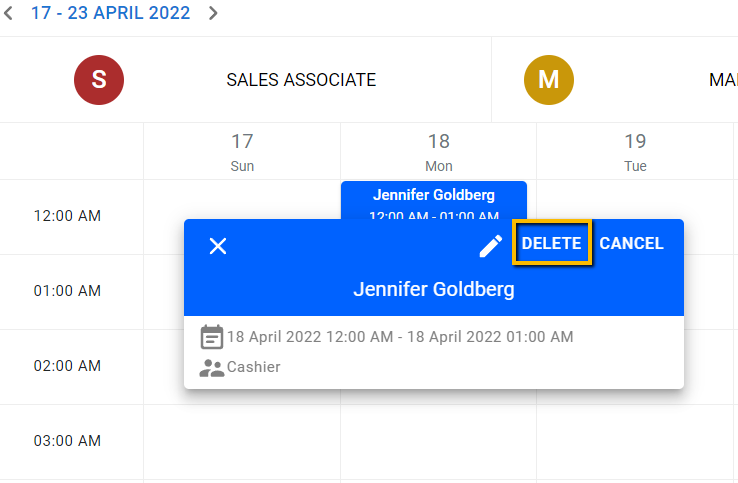 17 - 23 APRIL 2022
S SALES ASSOCIATE M
17 18 19
Sun Mon Tue
Jennifer Goldberg
12:00 AM 12:00 AM - 01:00 AM
DELETE CANCEL
01:00 AM Jennifer Goldberg
18 April 2022 12:00 AM - 18 April 2022 01:00 AM
02:00 AM Cashier
03:00 AM